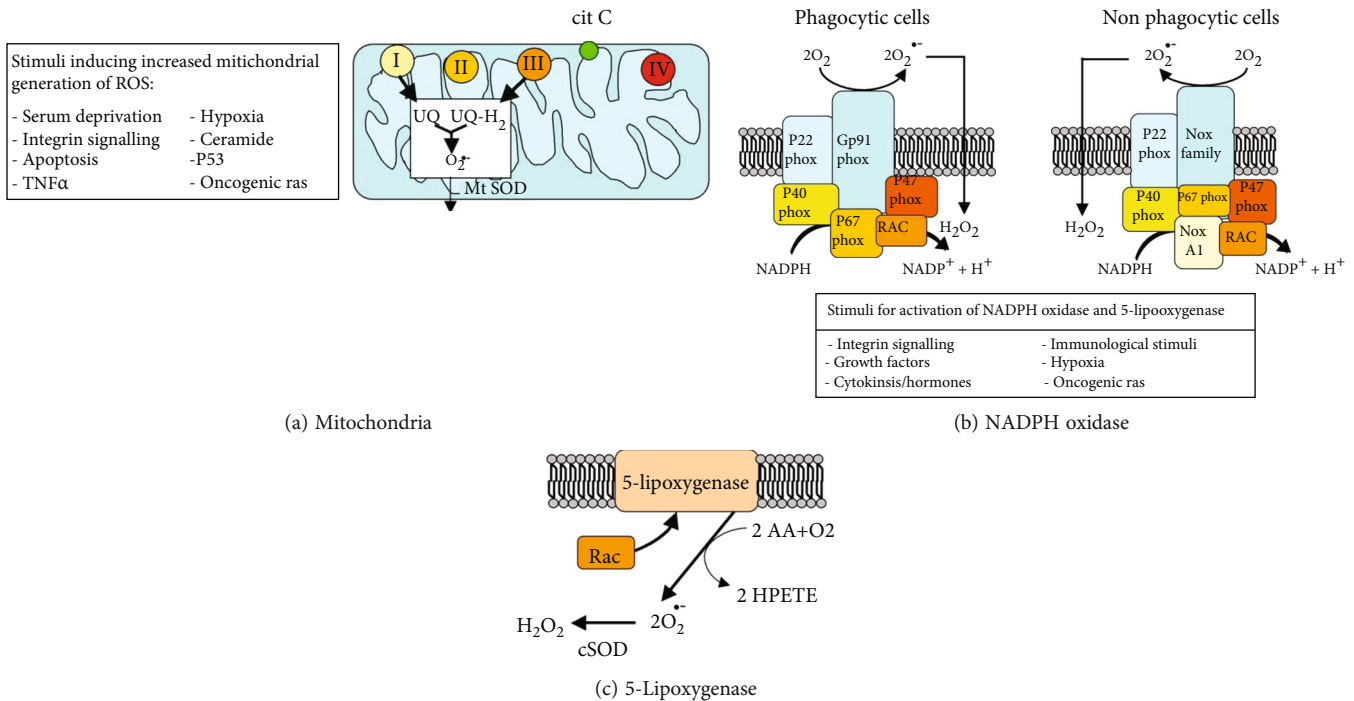 cit C
Stimuli inducing increased mitichondrial
generation of ROS:
- Serum deprivation
- Integrin signalling
- Apoptosis
- TNFα
- Hypoxia
- Ceramide
-P53
- Oncogenic ras
I
II
III
IV
UQ UQ-H₂
O₂•-
Mt SOD
(a) Mitochondria
Phagocytic cells
2O₂
2O₂•-
P22
phox
Gp91
phox
P40
phox
P47
phox
P67
phox
RAC
H₂O₂
NADPH
NADP⁺ + H⁺
Non phagocytic cells
2O₂•-
2O₂
P22
phox
Nox
family
P40
phox
P67 phox
P47
phox
Nox
A1
RAC
H₂O₂
NADPH
NADP⁺ + H⁺
Stimuli for activation of NADPH oxidase and 5-lipooxygenase
- Integrin signalling
- Growth factors
- Cytokinsis/hormones
- Immunological stimuli
- Hypoxia
- Oncogenic ras
(b) NADPH oxidase
5-lipoxygenase
Rac
2 AA+O2
2 HPETE
2O₂•-
H₂O₂
cSOD
(c) 5-Lipoxygenase